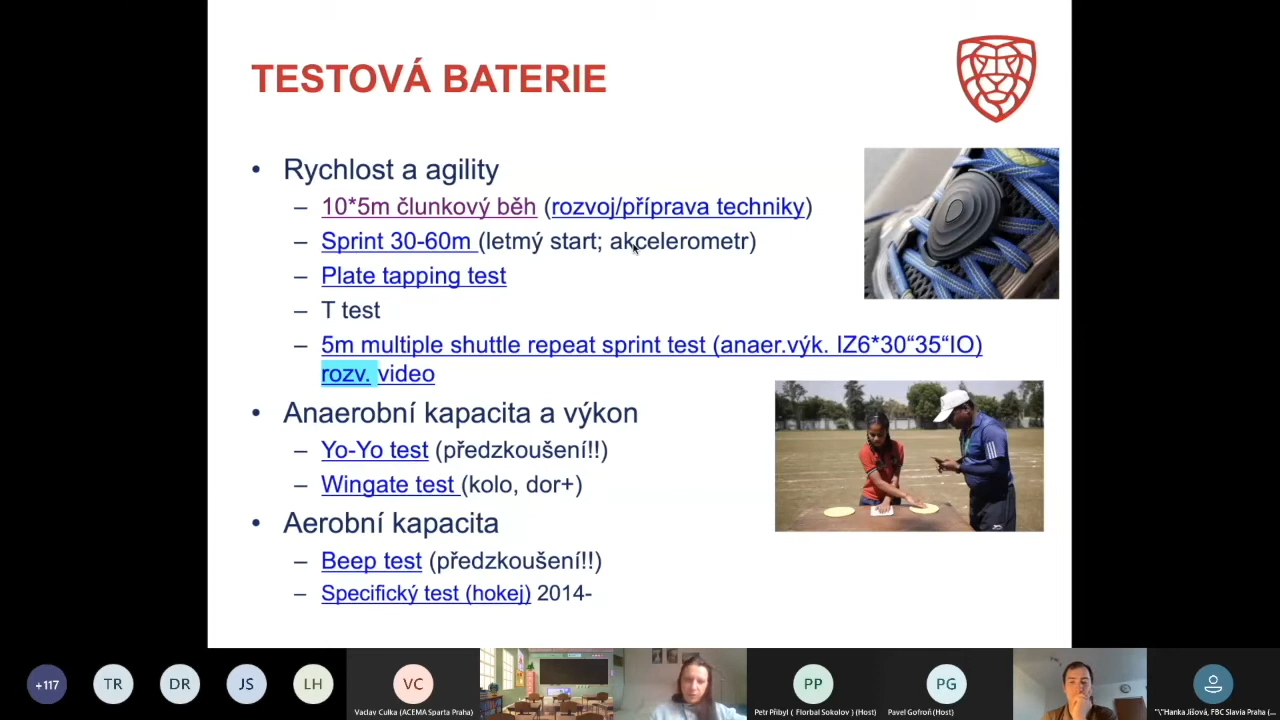 TESTOVÁ BATERIE
• Rychlost a agility
– 10*5m člunkový běh (rozvoj/příprava techniky)
– Sprint 30-60m (letmý start; akcelerometr)
– Plate tapping test
– T test
– 5m multiple shuttle repeat sprint test (anaer.výk. IZ6*30“35“IO)
rozv. video
• Anaerobní kapacita a výkon
– Yo-Yo test (předzkoušení!!)
– Wingate test (kolo, dor+)
• Aerobní kapacita
– Beep test (předzkoušení!!)
– Specifický test (hokej) 2014-
+117 TR DR JS LH VC PP PG
Vaclav Culka (ACEMA Sparta Praha) Petr Přibyl ( Florbal Sokolov ) (Host) Pavel Gofroň (Host) "\"Hanka Jíšová, FBC Slavia Praha (...